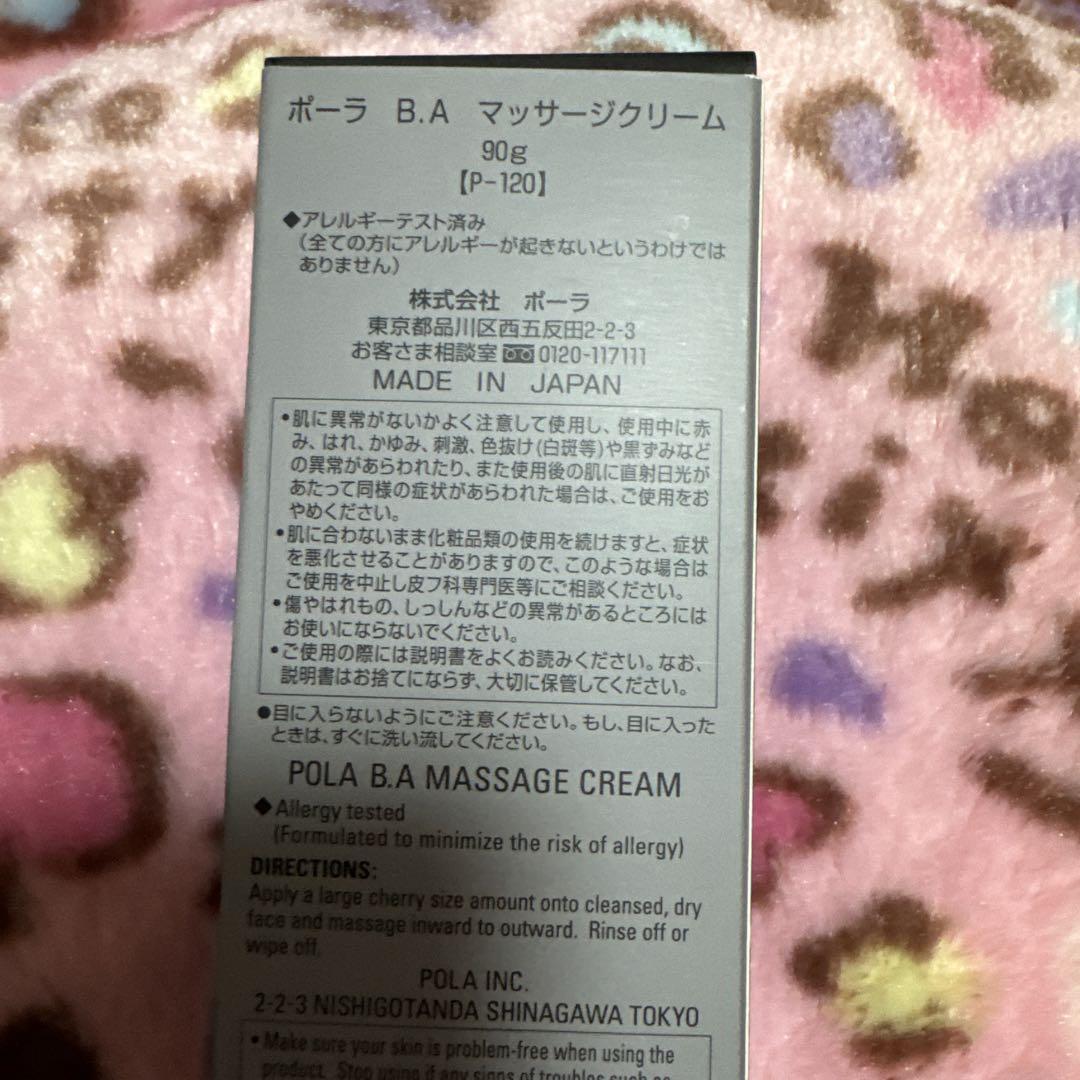 ポーラ B.A マッサージクリーム
90g
【P-120】
◆アレルギーテスト済み
(全ての方にアレルギーが起きないというわけでは
ありません)
株式会社 ポーラ
東京都品川区西五反田2-2-3
お客さま相談室 0120-117111
MADE IN JAPAN
•肌に異常がないかよく注意して使用し、使用中に赤
み、はれ、かゆみ、刺激、色抜け(白斑等)や黒ずみなど
の異常があらわれたり、また使用後の肌に直射日光が
あたって同様の症状があらわれた場合は、ご使用をお
やめください。
•肌に合わないまま化粧品類の使用を続けますと、症状
を悪化させることがありますので、このような場合は
ご使用を中止し皮フ科専門医等にご相談ください。
•傷やはれもの、しっしんなどの異常があるところには
お使いにならないでください。
•ご使用の際には説明書をよくお読みください。なお、
説明書はお捨てにならず、大切に保管してください。
●目に入らないようにご注意ください。もし、目に入った
ときは、すぐに洗い流してください。
POLA B.A MASSAGE CREAM
◆Allergy tested
(Formulated to minimize the risk of allergy)
DIRECTIONS:
Apply a large cherry size amount onto cleansed, dry
face and massage inward to outward. Rinse off or
wipe off.
POLA INC.
2-2-3 NISHIGOTANDA SHINAGAWA TOKYO
•Make sure your skin is problem-free when using the
product. Stop using if any signs of troubles such as